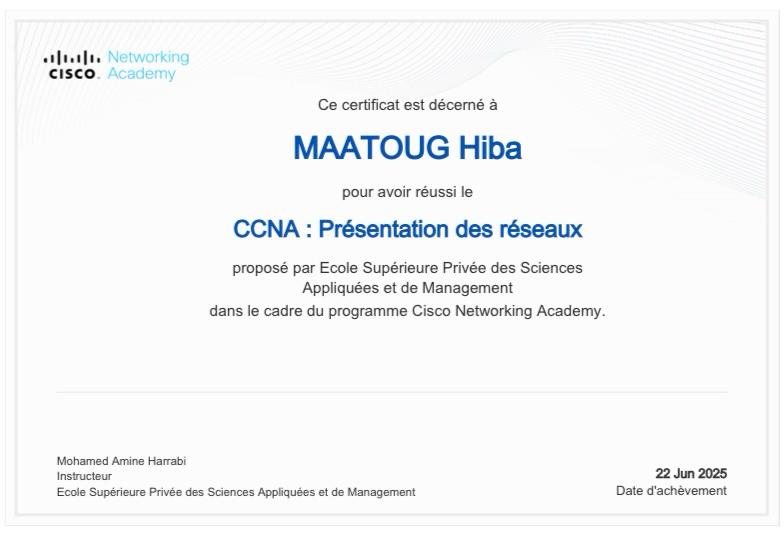 Networking
CISCO. Academy
Ce certificat est décerné à
MAATOUG Hiba
pour avoir réussi le
CCNA : Présentation des réseaux
proposé par Ecole Supérieure Privée des Sciences
Appliquées et de Management
dans le cadre du programme Cisco Networking Academy.
Mohamed Amine Harrabi
Instructeur
Ecole Supérieure Privée des Sciences Appliquées et de Management
22 Jun 2025
Date d'achèvement